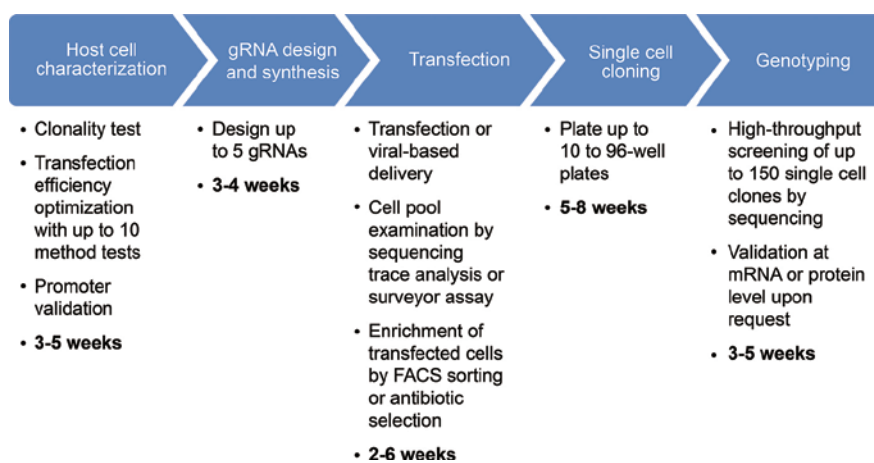 Host cell
characterization
gRNA design
and synthesis
Transfection
Single cell
cloning
Genotyping
• Clonality test
• Transfection
efficiency
optimization
with up to 10
method tests
• Promoter
validation
• 3-5 weeks
• Design up
to 5 gRNAs
• 3-4 weeks
• Transfection or
viral-based
delivery
• Cell pool
examination by
sequencing
trace analysis or
surveyor assay
• Enrichment of
transfected cells
by FACS sorting
or antibiotic
selection
• 2-6 weeks
• Plate up to
10 to 96-well
plates
• 5-8 weeks
• High-throughput
screening of up
to 150 single cell
clones by
sequencing
• Validation at
mRNA or protein
level upon
request
• 3-5 weeks